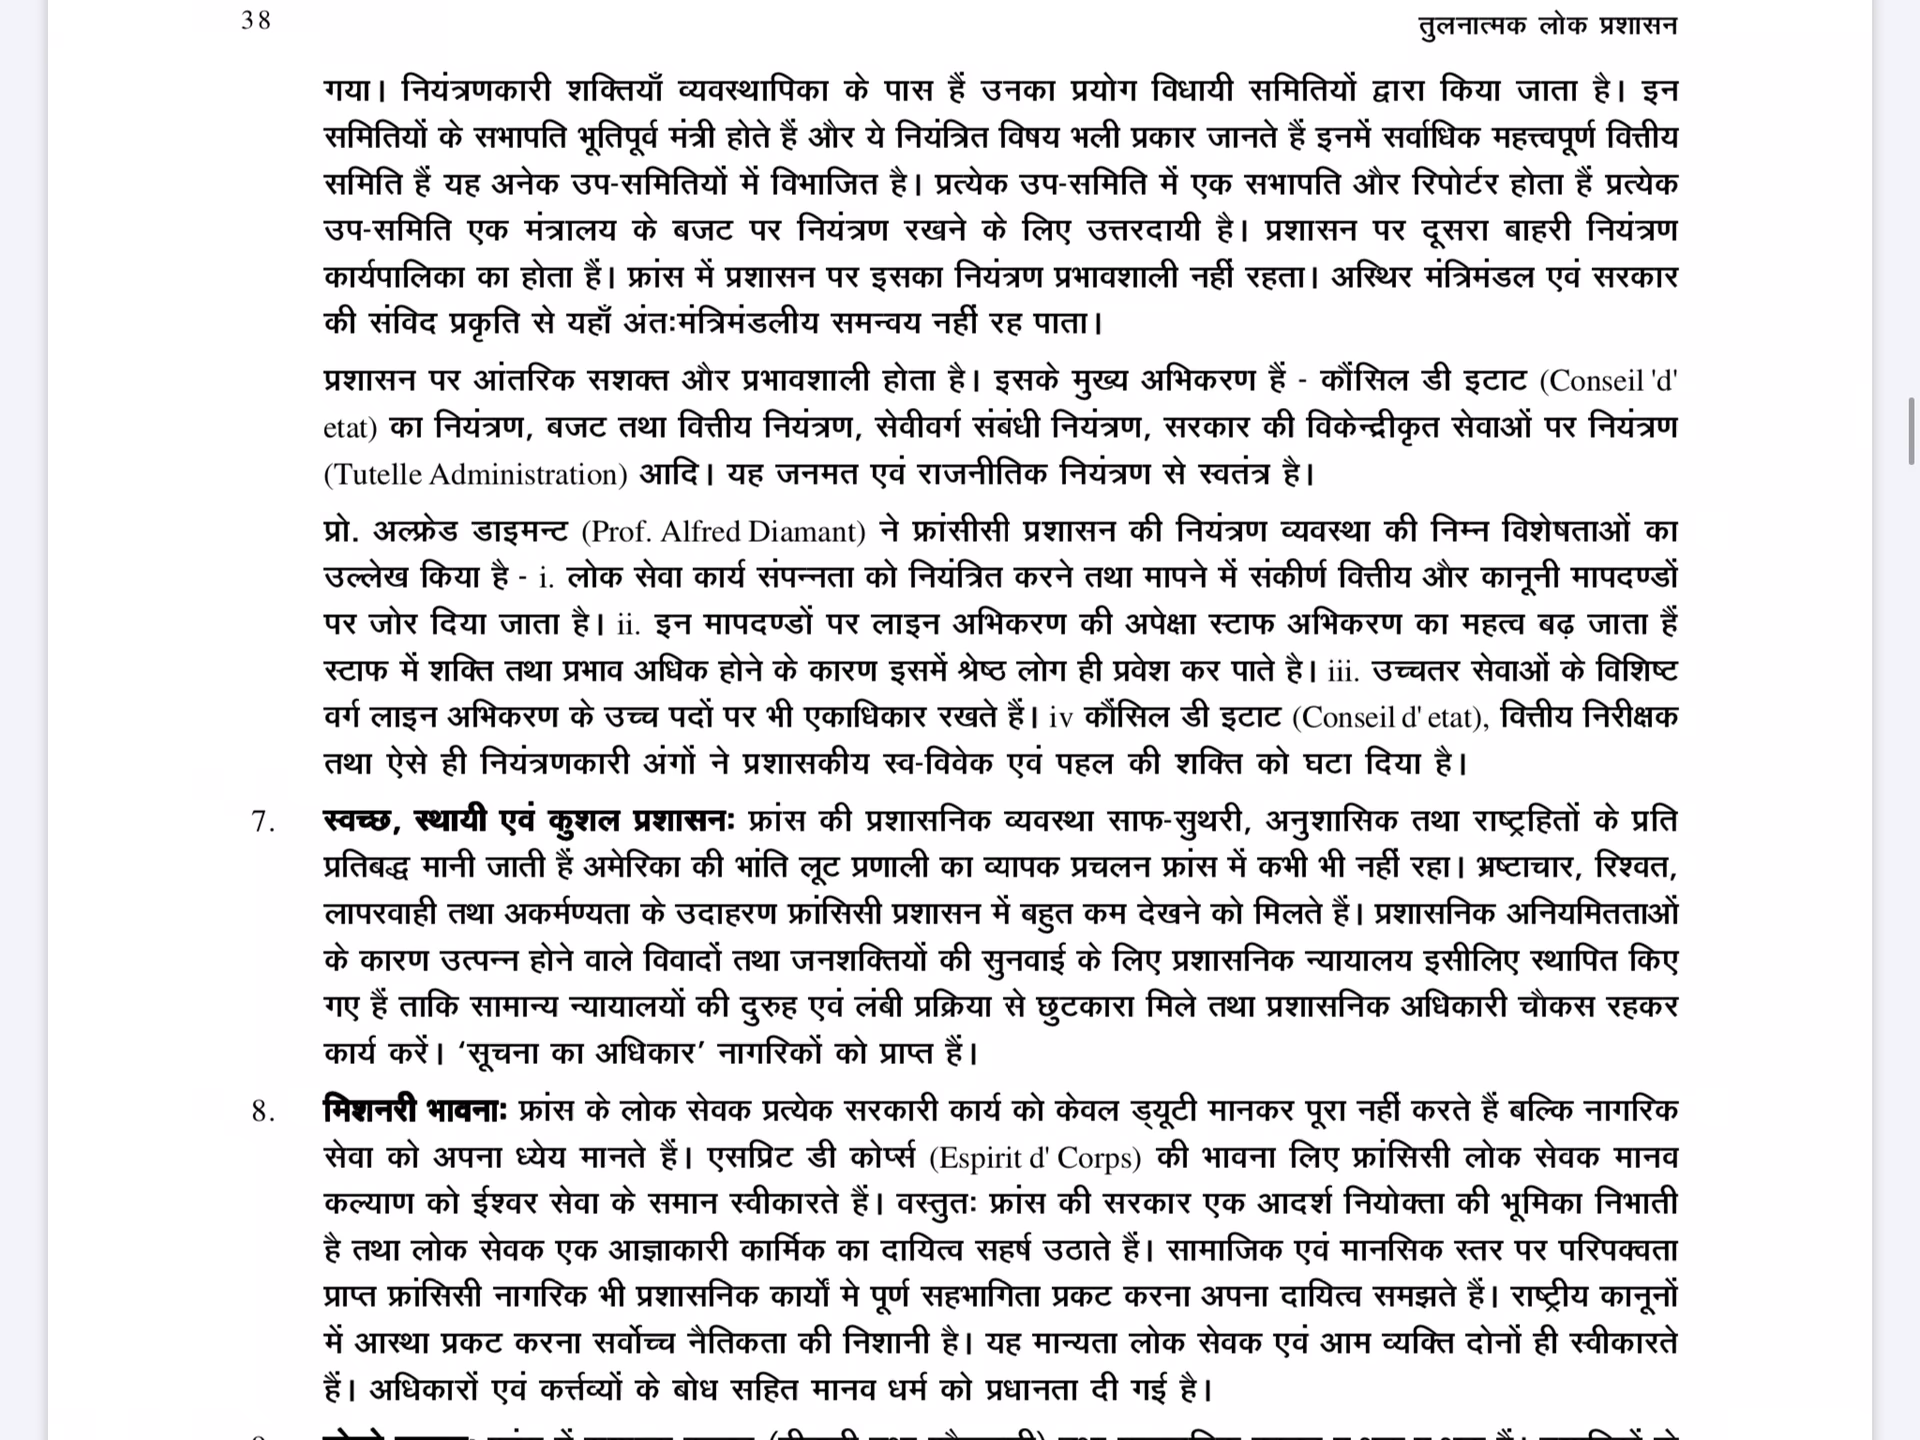 38
तुलनात्मक लोक प्रशासन
गया। नियंत्रणकारी शक्तियाँ व्यवस्थापिका के पास हैं उनका प्रयोग विधायी समितियों द्वारा किया जाता है। इन
समितियों के सभापति भूतिपूर्व मंत्री होते हैं और ये नियंत्रित विषय भली प्रकार जानते हैं इनमें सर्वाधिक महत्त्वपूर्ण वित्तीय
समिति हैं यह अनेक उप-समितियों में विभाजित है। प्रत्येक उप-समिति में एक सभापति और रिपोर्टर होता हैं प्रत्येक
उप-समिति एक मंत्रालय के बजट पर नियंत्रण रखने के लिए उत्तरदायी है। प्रशासन पर दूसरा बाहरी नियंत्रण
कार्यपालिका का होता हैं। फ्रांस में प्रशासन पर इसका नियंत्रण प्रभावशाली नहीं रहता। अस्थिर मंत्रिमंडल एवं सरकार
की संविद प्रकृति से यहाँ अंतःमंत्रिमंडलीय समन्वय नहीं रह पाता।
प्रशासन पर आंतरिक सशक्त और प्रभावशाली होता है। इसके मुख्य अभिकरण हैं - कौंसिल डी इटाट (Conseil 'd'
etat) का नियंत्रण, बजट तथा वित्तीय नियंत्रण, सेवीवर्ग संबंधी नियंत्रण, सरकार की विकेन्द्रीकृत सेवाओं पर नियंत्रण
(Tutelle Administration) आदि। यह जनमत एवं राजनीतिक नियंत्रण से स्वतंत्र है।
प्रो. अल्फ्रेड डाइमन्ट (Prof. Alfred Diamant) ने फ्रांसीसी प्रशासन की नियंत्रण व्यवस्था की निम्न विशेषताओं का
उल्लेख किया है - i. लोक सेवा कार्य संपन्नता को नियंत्रित करने तथा मापने में संकीर्ण वित्तीय और कानूनी मापदण्डों
पर जोर दिया जाता है। ii. इन मापदण्डों पर लाइन अभिकरण की अपेक्षा स्टाफ अभिकरण का महत्व बढ़ जाता हैं
स्टाफ में शक्ति तथा प्रभाव अधिक होने के कारण इसमें श्रेष्ठ लोग ही प्रवेश कर पाते है। iii. उच्चतर सेवाओं के विशिष्ट
वर्ग लाइन अभिकरण के उच्च पदों पर भी एकाधिकार रखते हैं। iv कौंसिल डी इटाट (Conseil d' etat), वित्तीय निरीक्षक
तथा ऐसे ही नियंत्रणकारी अंगों ने प्रशासकीय स्व-विवेक एवं पहल की शक्ति को घटा दिया है।
7. स्वच्छ, स्थायी एवं कुशल प्रशासनः फ्रांस की प्रशासनिक व्यवस्था साफ-सुथरी, अनुशासिक तथा राष्ट्रहितों के प्रति
प्रतिबद्ध मानी जाती हैं अमेरिका की भांति लूट प्रणाली का व्यापक प्रचलन फ्रांस में कभी भी नहीं रहा। भ्रष्टाचार, रिश्वत,
लापरवाही तथा अकर्मण्यता के उदाहरण फ्रांसिसी प्रशासन में बहुत कम देखने को मिलते हैं। प्रशासनिक अनियमितताओं
के कारण उत्पन्न होने वाले विवादों तथा जनशक्तियों की सुनवाई के लिए प्रशासनिक न्यायालय इसीलिए स्थापित किए
गए हैं ताकि सामान्य न्यायालयों की दुरुह एवं लंबी प्रक्रिया से छुटकारा मिले तथा प्रशासनिक अधिकारी चौकस रहकर
कार्य करें। ‘सूचना का अधिकार’ नागरिकों को प्राप्त हैं।
8. मिशनरी भावनाः फ्रांस के लोक सेवक प्रत्येक सरकारी कार्य को केवल ड्यूटी मानकर पूरा नहीं करते हैं बल्कि नागरिक
सेवा को अपना ध्येय मानते हैं। एसप्रिट डी कोर्प्स (Espirit d' Corps) की भावना लिए फ्रांसिसी लोक सेवक मानव
कल्याण को ईश्वर सेवा के समान स्वीकारते हैं। वस्तुतः फ्रांस की सरकार एक आदर्श नियोक्ता की भूमिका निभाती
है तथा लोक सेवक एक आज्ञाकारी कार्मिक का दायित्व सहर्ष उठाते हैं। सामाजिक एवं मानसिक स्तर पर परिपक्वता
प्राप्त फ्रांसिसी नागरिक भी प्रशासनिक कार्यों मे पूर्ण सहभागिता प्रकट करना अपना दायित्व समझते हैं। राष्ट्रीय कानूनों
में आस्था प्रकट करना सर्वोच्च नैतिकता की निशानी है। यह मान्यता लोक सेवक एवं आम व्यक्ति दोनों ही स्वीकारते
हैं। अधिकारों एवं कर्त्तव्यों के बोध सहित मानव धर्म को प्रधानता दी गई है।